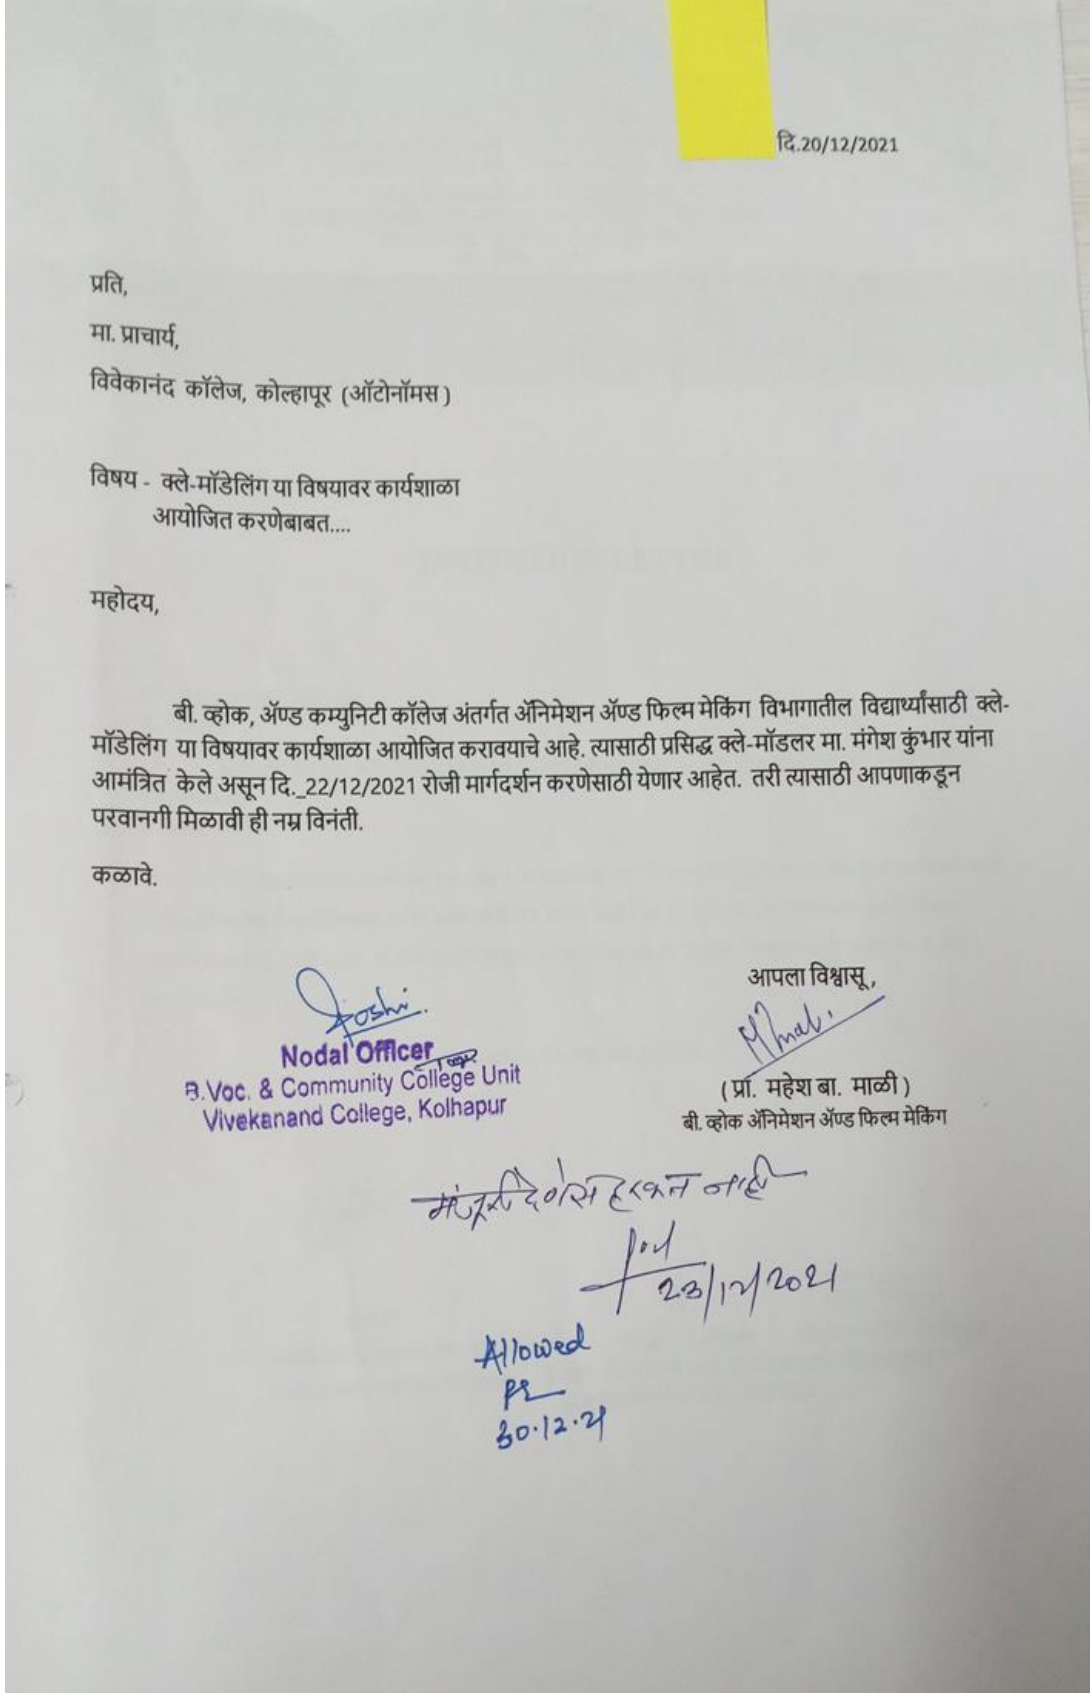 दि.20/12/2021
प्रति,
मा. प्राचार्य,
विवेकानंद कॉलेज, कोल्हापूर (ऑटोनॉमस)
विषय - क्ले-मॉडेलिंग या विषयावर कार्यशाळा
आयोजित करणेबाबत....
महोदय,
बी. व्होक, ॲण्ड कम्युनिटी कॉलेज अंतर्गत ॲनिमेशन ॲण्ड फिल्म मेकिंग विभागातील विद्यार्थ्यांसाठी क्ले-
मॉडेलिंग या विषयावर कार्यशाळा आयोजित करावयाचे आहे. त्यासाठी प्रसिद्ध क्ले-मॉडलर मा. मंगेश कुंभार यांना
आमंत्रित केले असून दि._22/12/2021 रोजी मार्गदर्शन करणेसाठी येणार आहेत. तरी त्यासाठी आपणाकडून
परवानगी मिळावी ही नम्र विनंती.
कळावे.
आपला विश्वासू,
Joshi.
Nodal Officer
B.Voc. & Community College Unit
Vivekanand College, Kolhapur
(प्रा. महेश बा. माळी)
बी. व्होक ॲनिमेशन ॲण्ड फिल्म मेकिंग
मंजूरी देणेस हरकत नाही
23/12/2021
Allowed
30.12.21